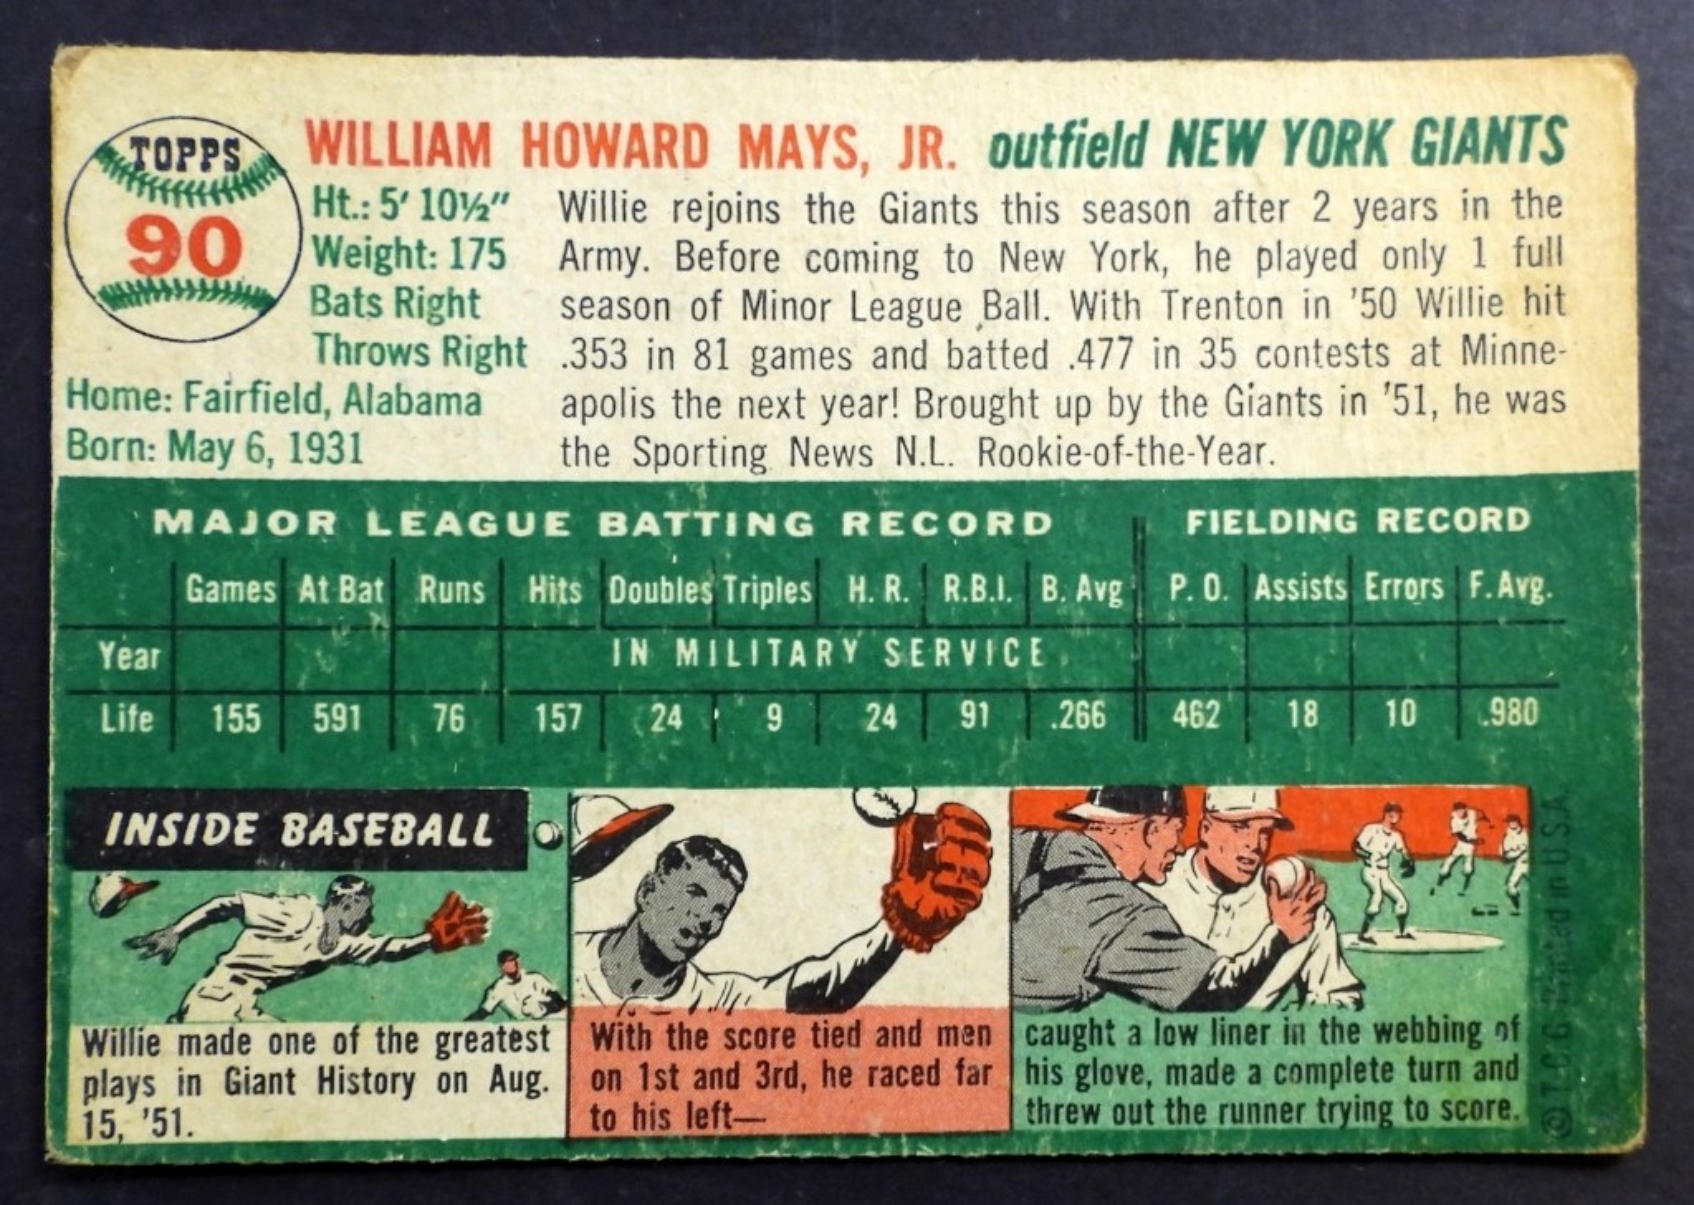 TOPPS
90
WILLIAM HOWARD MAYS, JR. outfield NEW YORK GIANTS
Ht.: 5' 10½"
Weight: 175
Bats Right
Throws Right
Home: Fairfield, Alabama
Born: May 6, 1931
Willie rejoins the Giants this season after 2 years in the
Army. Before coming to New York, he played only 1 full
season of Minor League Ball. With Trenton in '50 Willie hit
.353 in 81 games and batted .477 in 35 contests at Minne-
apolis the next year! Brought up by the Giants in '51, he was
the Sporting News N.L. Rookie-of-the-Year.
MAJOR LEAGUE BATTING RECORD FIELDING RECORD
Games At Bat Runs Hits Doubles Triples H. R. R.B.I. B. Avg P. O. Assists Errors F. Avg.
Year IN MILITARY SERVICE
Life 155 591 76 157 24 9 24 91 .266 462 18 10 .980
INSIDE BASEBALL
Willie made one of the greatest
plays in Giant History on Aug.
15, '51.
With the score tied and men
on 1st and 3rd, he raced far
to his left—
caught a low liner in the webbing of
his glove, made a complete turn and
threw out the runner trying to score.
© T.C.G. Printed in U.S.A.